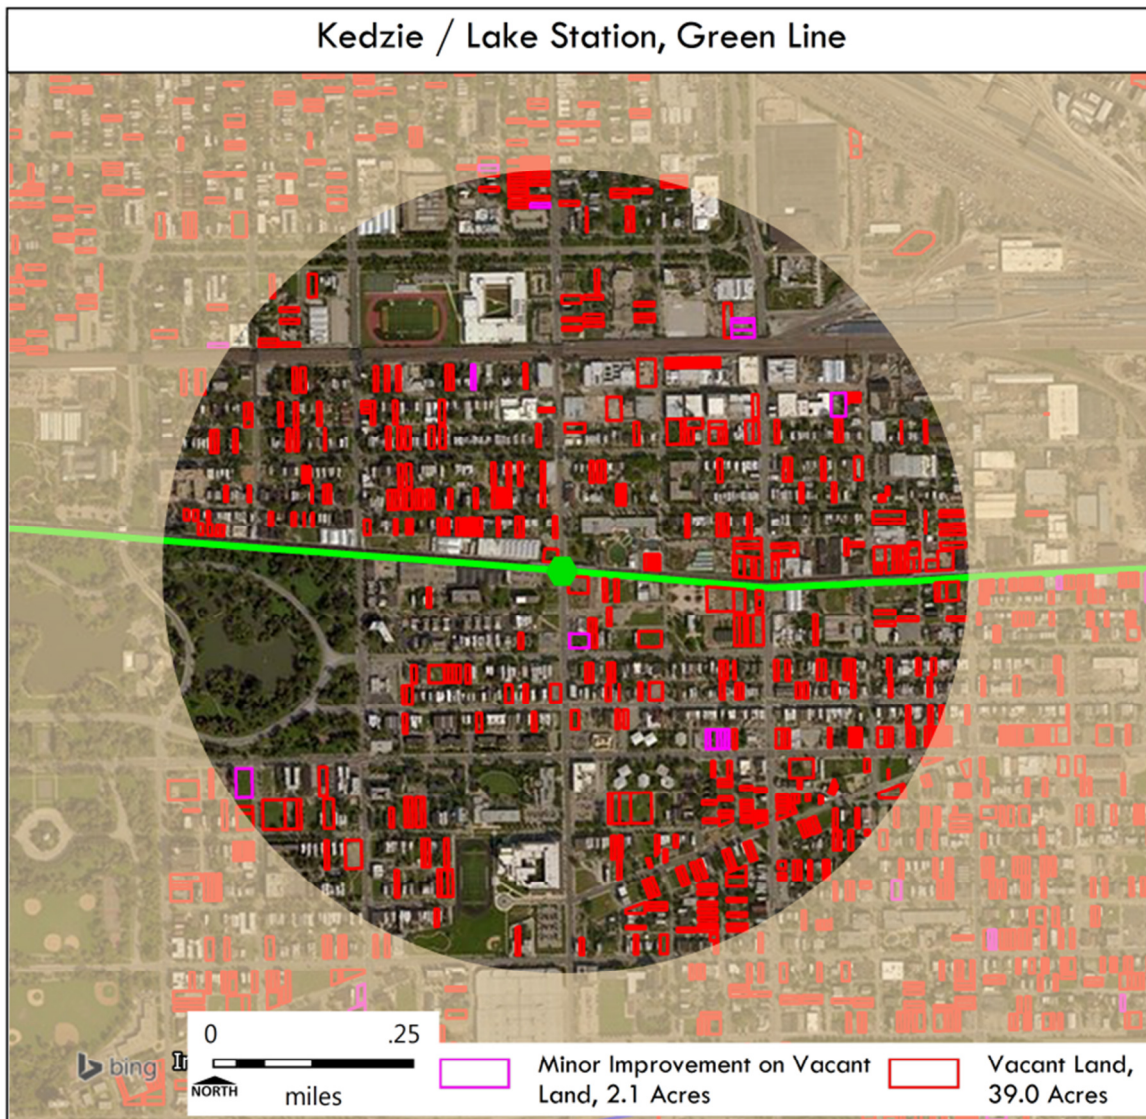 Kedzie / Lake Station, Green Line
bing
0 .25
miles
NORTH
Minor Improvement on Vacant
Land, 2.1 Acres
Vacant Land,
39.0 Acres